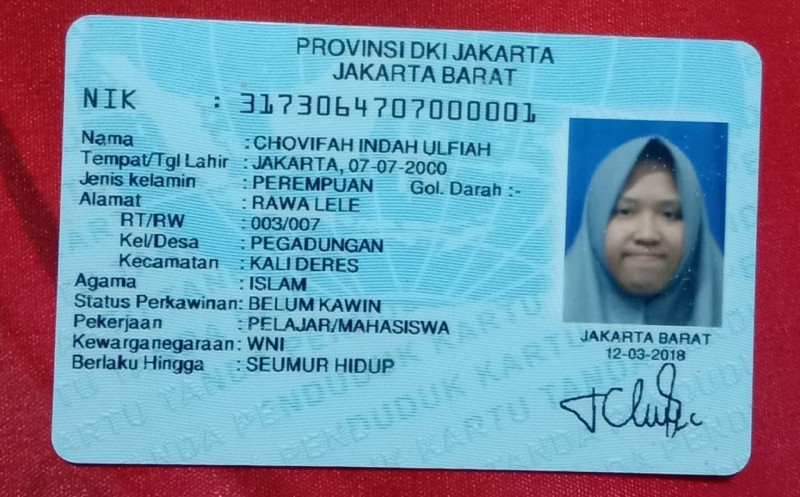 PROVINSI DKI JAKARTA
JAKARTA BARAT
NIK : 3173064707000001
Nama : CHOVIFAH INDAH ULFIAH
Tempat/Tgl Lahir : JAKARTA, 07-07-2000
Jenis kelamin : PEREMPUAN Gol. Darah :-
Alamat : RAWA LELE
RT/RW : 003/007
Kel/Desa : PEGADUNGAN
Kecamatan : KALI DERES
Agama : ISLAM
Status Perkawinan: BELUM KAWIN
Pekerjaan : PELAJAR/MAHASISWA
Kewarganegaraan: WNI
Berlaku Hingga : SEUMUR HIDUP
JAKARTA BARAT
12-03-2018
KARTU TANDA PENDUDUK KARTU TANDA PENDUDUK